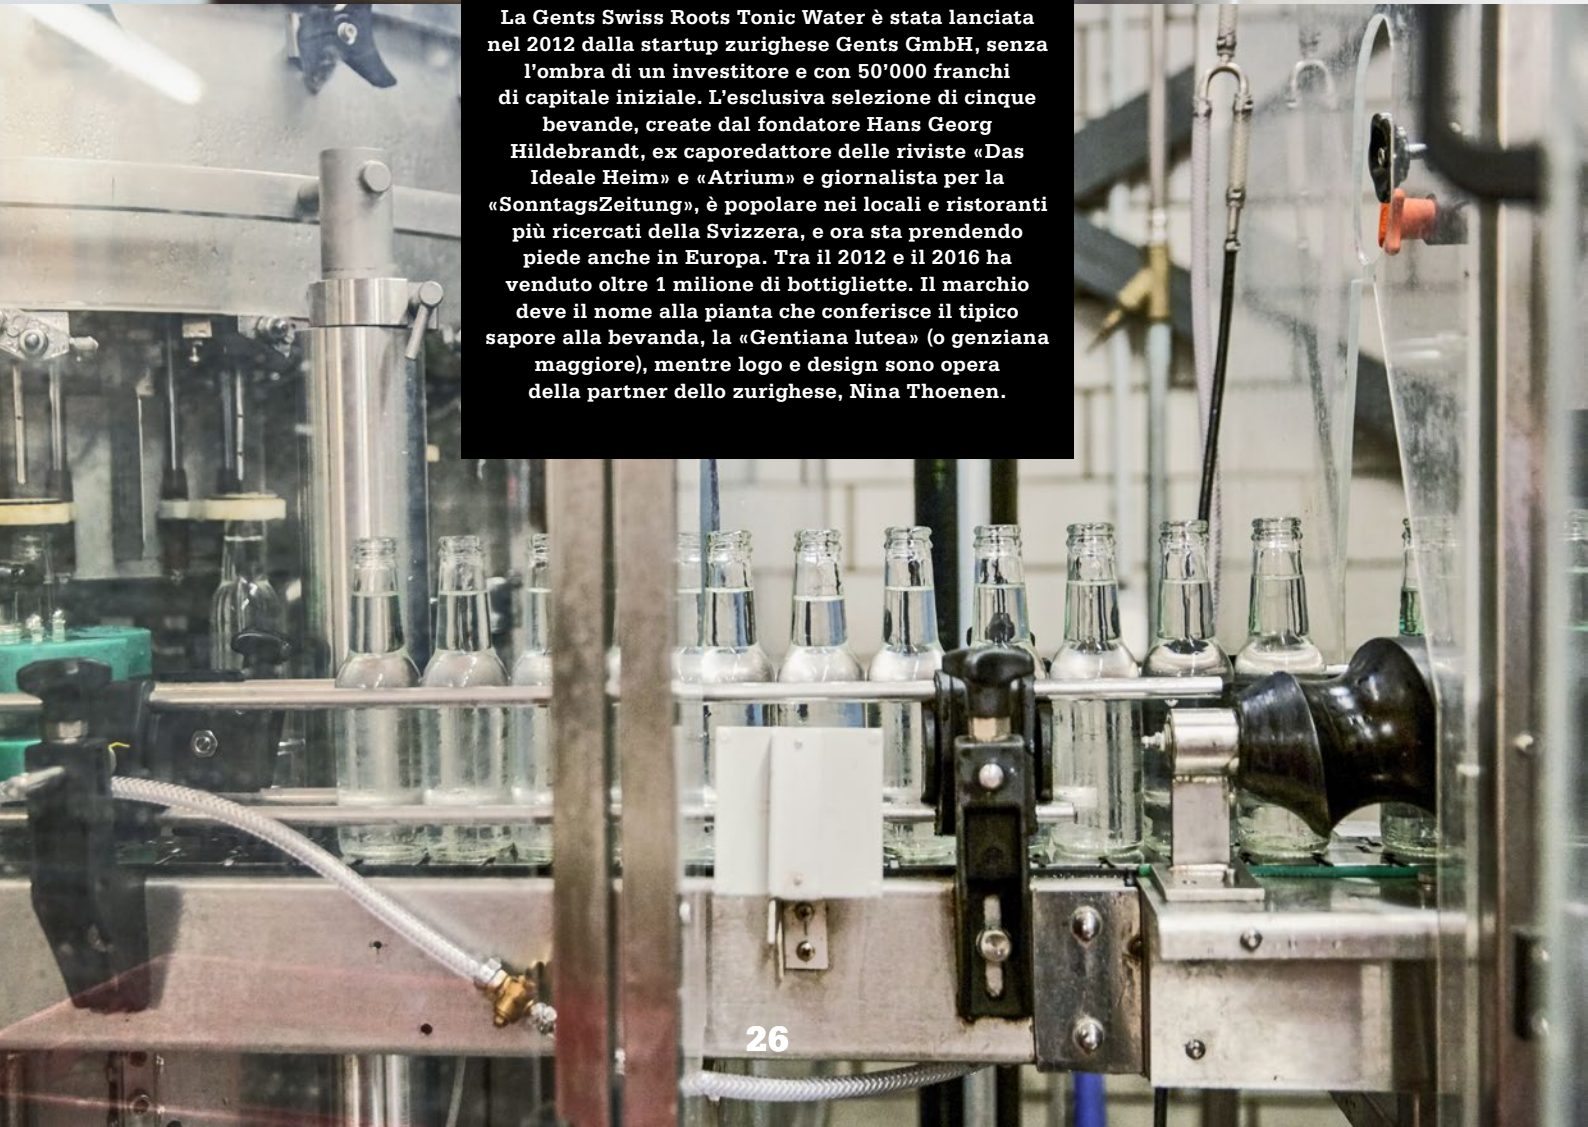 La Gents Swiss Roots Tonic Water è stata lanciata
nel 2012 dalla startup zurighese Gents GmbH, senza
l’ombra di un investitore e con 50’000 franchi
di capitale iniziale. L’esclusiva selezione di cinque
bevande, create dal fondatore Hans Georg
Hildebrandt, ex caporedattore delle riviste «Das
Ideale Heim» e «Atrium» e giornalista per la
«SonntagsZeitung», è popolare nei locali e ristoranti
più ricercati della Svizzera, e ora sta prendendo
piede anche in Europa. Tra il 2012 e il 2016 ha
venduto oltre 1 milione di bottigliette. Il marchio
deve il nome alla pianta che conferisce il tipico
sapore alla bevanda, la «Gentiana lutea» (o genziana
maggiore), mentre logo e design sono opera
della partner dello zurighese, Nina Thoenen.
26